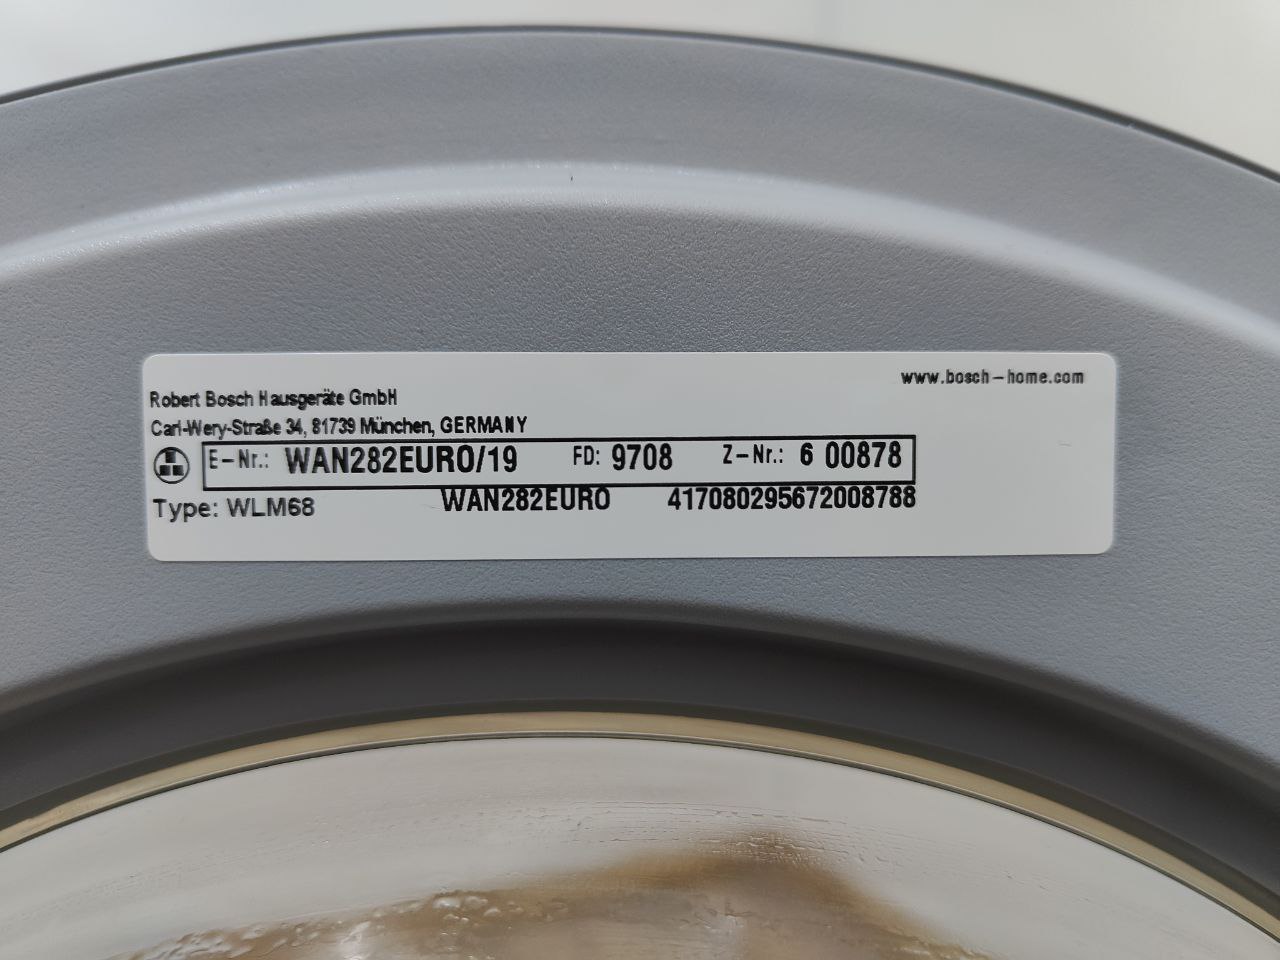 www.bosch-home.com
Robert Bosch Hausgeräte GmbH
Carl-Wery-Straße 34, 81739 München, GERMANY
E-Nr.: WAN282EURO/19 FD: 9708 Z-Nr.: 6 00878
Type: WLM68 WAN282EURO 417080295672008788